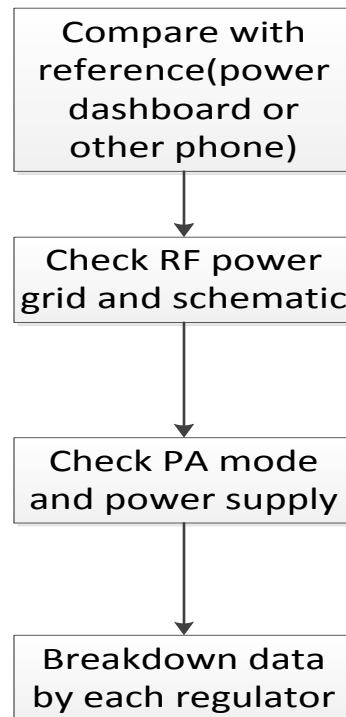 Compare with
reference(power
dashboard or
other phone)
Check RF power
grid and schematic
Check PA mode
and power supply
Breakdown data
by each regulator